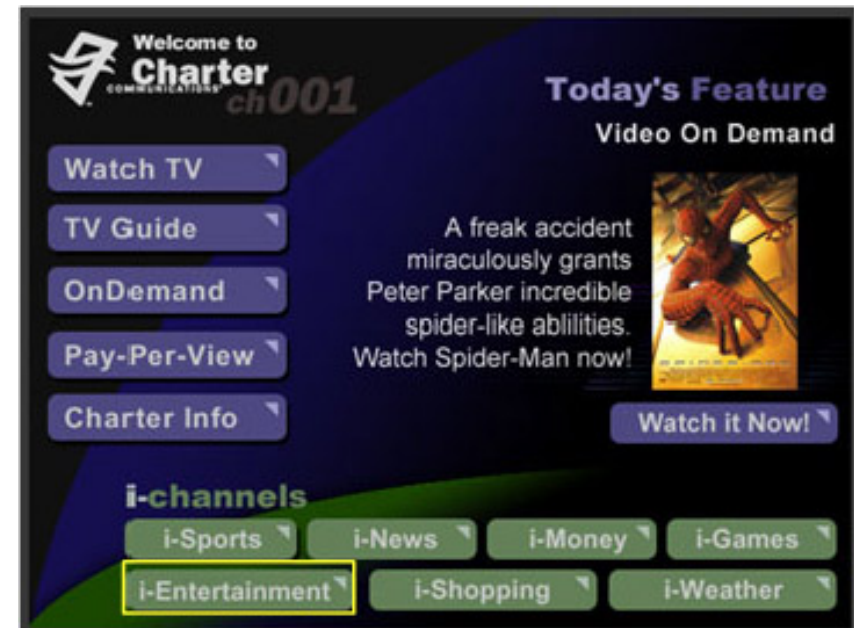 Welcome to
Charter
COMMUNICATIONS
ch001
Today's Feature
Video On Demand
Watch TV
TV Guide
OnDemand
Pay-Per-View
Charter Info
A freak accident
miraculously grants
Peter Parker incredible
spider-like ablilities.
Watch Spider-Man now!
Watch it Now!
i-channels
i-Sports
i-News
i-Money
i-Games
i-Entertainment
i-Shopping
i-Weather